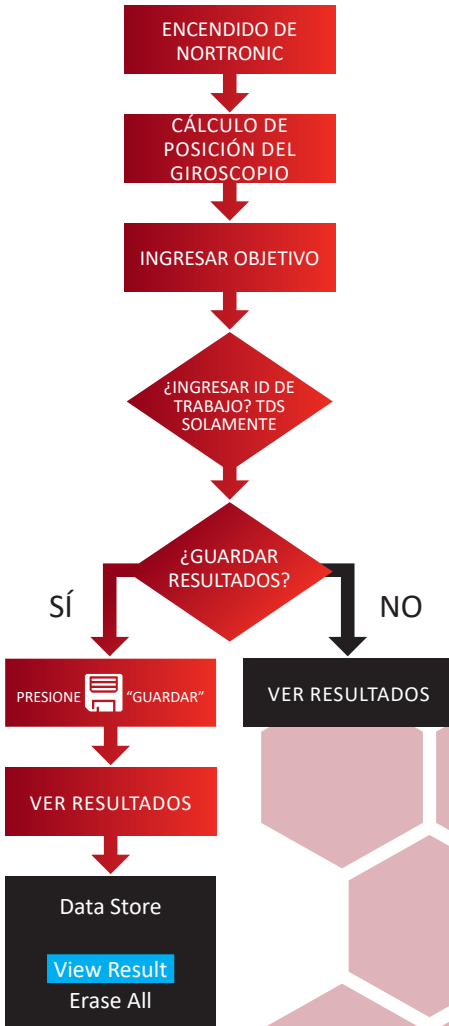 ENCENDIDO DE
NORTRONIC
CÁLCULO DE
POSICIÓN DEL
GIROSCOPIO
INGRESAR OBJETIVO
¿INGRESAR ID DE
TRABAJO? TDS
SOLAMENTE
¿GUARDAR
RESULTADOS?
SÍ
NO
PRESIONE "GUARDAR"
VER RESULTADOS
VER RESULTADOS
Data Store
View Result
Erase All